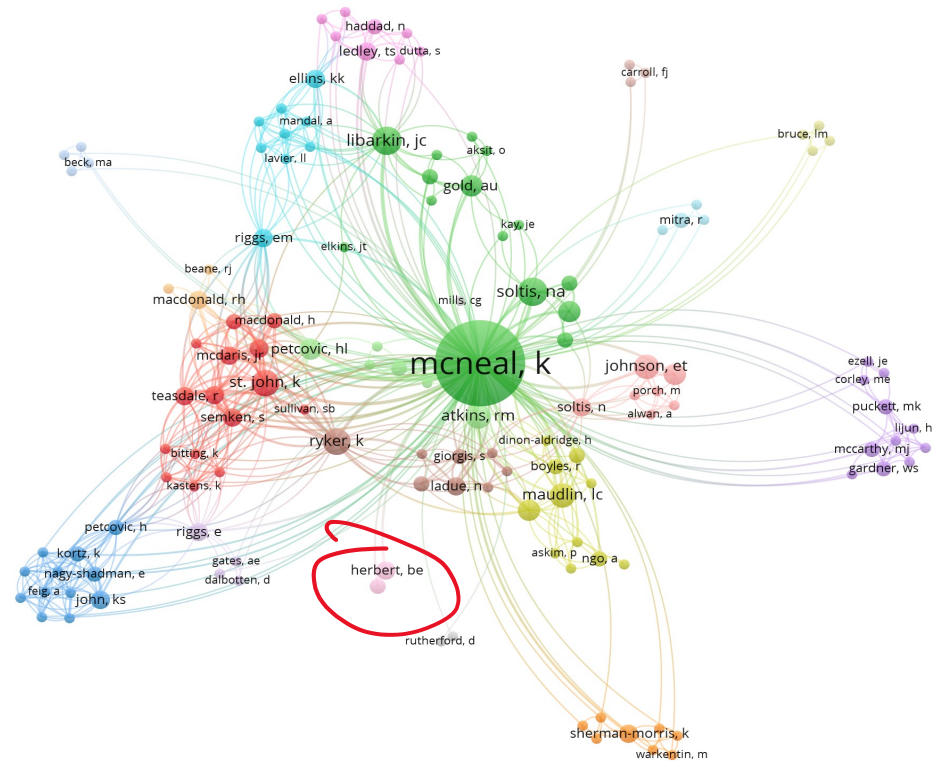 haddad, n
ledley, ts
dutta, s
ellins, kk
carroll, fj
mandal, a
bruce, lm
libarkin, jc
aksit, o
lavier, ll
beck, ma
gold, au
mitra, r
kay, je
riggs, em
elkins, jt
beane, rj
soltis, na
macdonald, rh
mills, cg
macdonald, h
petcovic, hl
mcdaris, jr
mcneal, k
ezell, je
johnson, et
corley, me
st. john, k
porch, m
teasdale, r
puckett, mk
sullivan, sb
soltis, n
alwan, a
semken, s
atkins, rm
lijun, h
ryker, k
dinon-aldridge, h
mccarthy, mj
bitting, k
giorgis, s
boyles, r
gardner, ws
kastens, k
ladue, n
maudlin, lc
petcovic, h
riggs, e
kortz, k
askim, p
ngo, a
gates, ae
nagy-shadman, e
herbert, be
dalbotten, d
feig, a
john, ks
rutherford, d
sherman-morris, k
warkentin, m